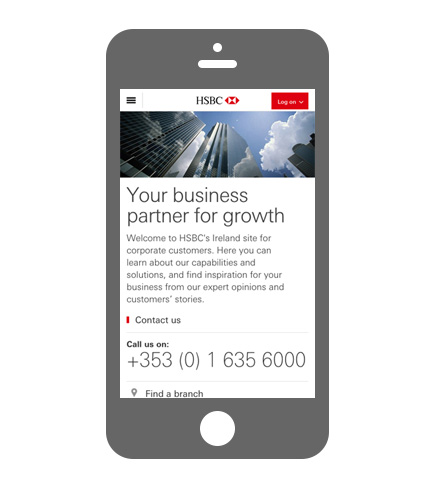 HSBC
Log on
Your business
partner for growth
Welcome to HSBC's Ireland site for
corporate customers. Here you can
learn about our capabilities and
solutions, and find inspiration for your
business from our expert opinions and
customers' stories.
Contact us
Call us on:
+353 (0) 1 635 6000
Find a branch